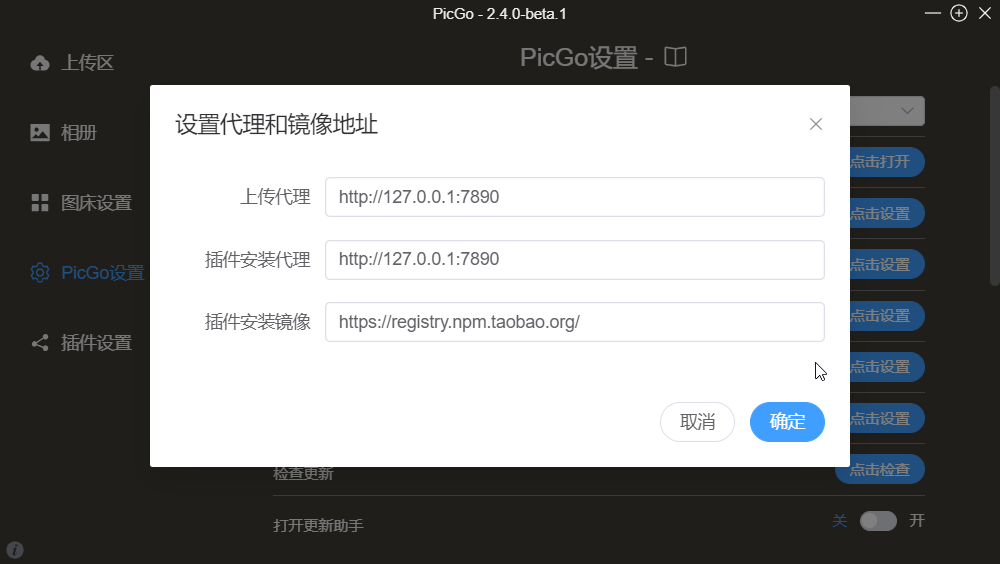 PicGo - 2.4.0-beta.1
上传区
相册
图床设置
PicGo设置
插件设置
PicGo设置 -
设置代理和镜像地址
上传代理 http://127.0.0.1:7890
插件安装代理 http://127.0.0.1:7890
插件安装镜像 https://registry.npm.taobao.org/
取消 确定
点击打开
点击设置
点击设置
点击设置
点击设置
点击设置
检查更新 点击检查
打开更新助手 关 开